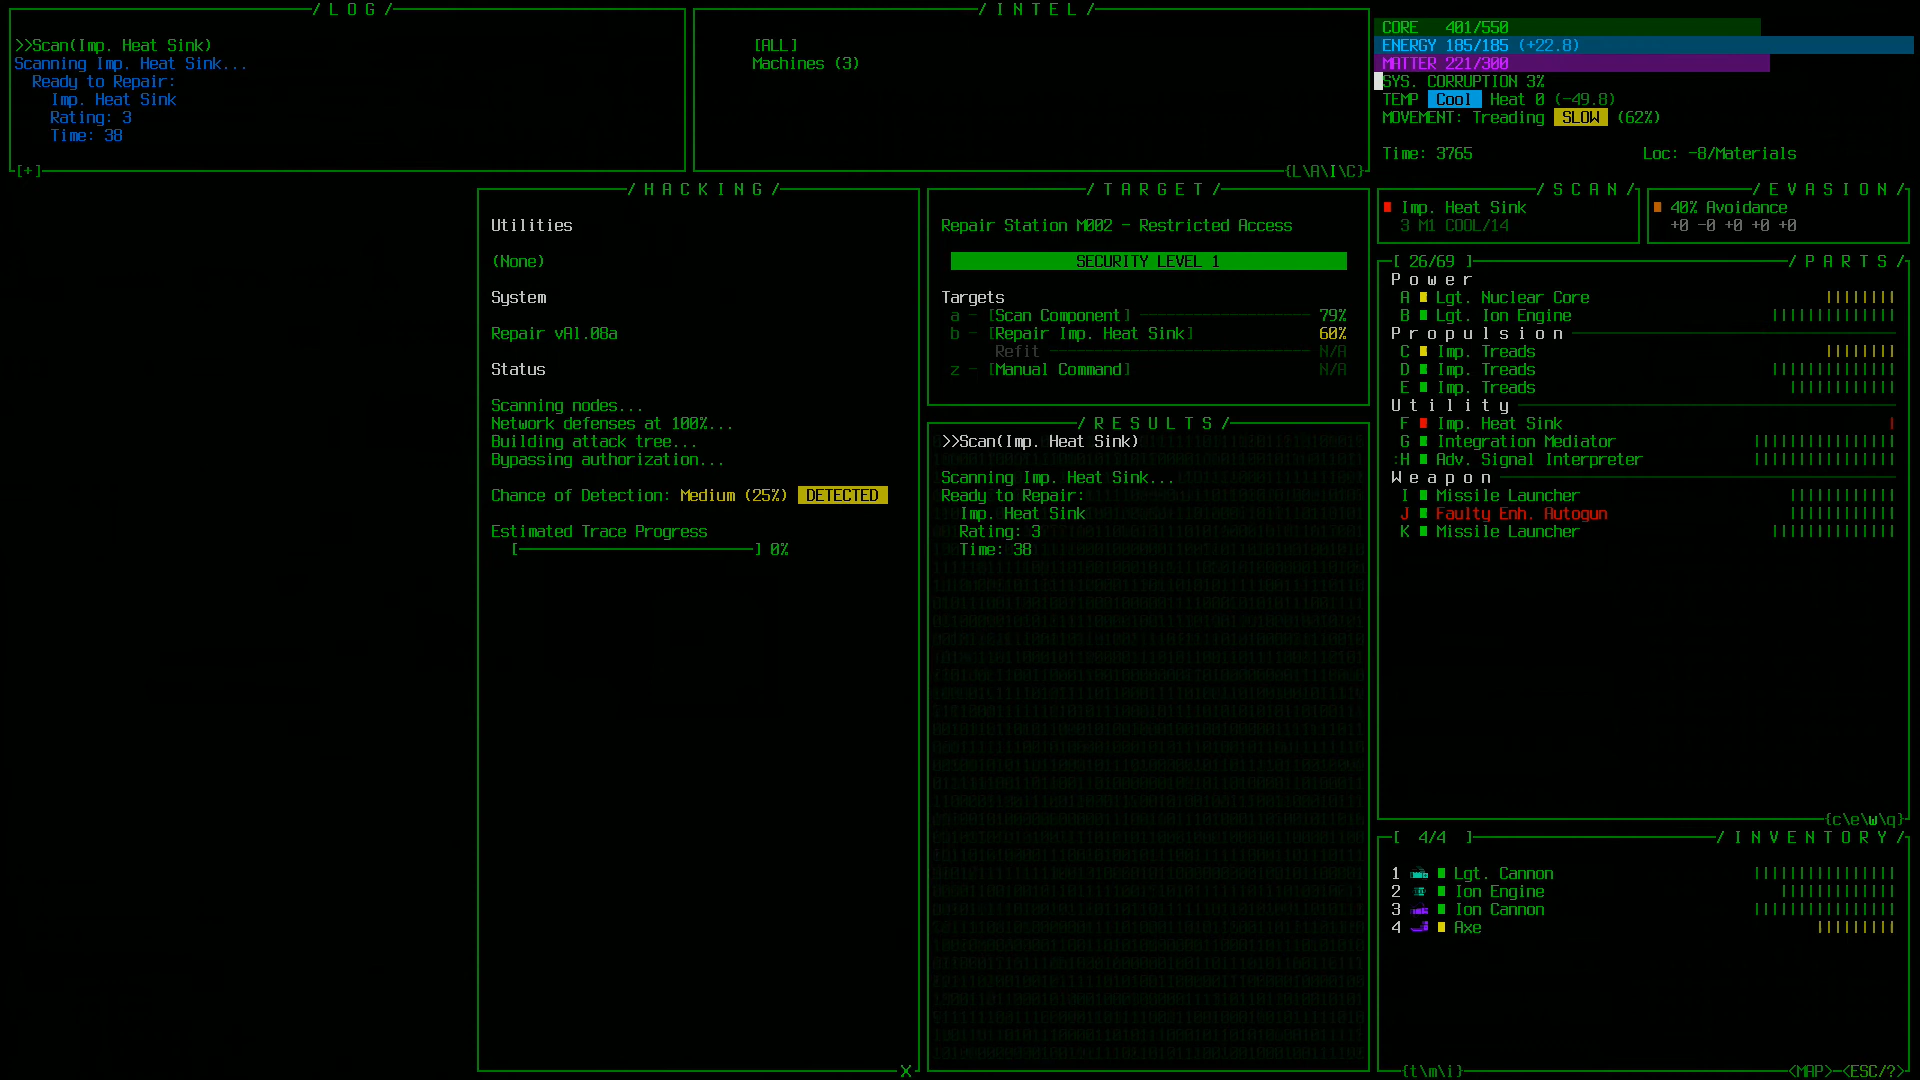 / L O G /
>>Scan(Imp. Heat Sink)
Scanning Imp. Heat Sink...
Ready to Repair:
Imp. Heat Sink
Rating: 3
Time: 38
[+]
/ I N T E L /
[ALL]
Machines (3)
{L\A\I\C}
CORE 401/550
ENERGY 185/185 (+22.8)
MATTER 221/300
SYS. CORRUPTION 3%
TEMP Cool Heat 0 (-49.8)
MOVEMENT: Treading SLOW (62%)
Time: 3765 Loc: -8/Materials
/ H A C K I N G /
Utilities
(None)
System
Repair vAl.08a
Status
Scanning nodes...
Network defenses at 100%...
Building attack tree...
Bypassing authorization...
Chance of Detection: Medium (25%) DETECTED
Estimated Trace Progress
[ ] 0%
X
/ T A R G E T /
Repair Station M002 - Restricted Access
SECURITY LEVEL 1
Targets
a - [Scan Component] 79%
b - [Repair Imp. Heat Sink] 60%
Refit N/A
z - [Manual Command] N/A
/ R E S U L T S /
>>Scan(Imp. Heat Sink)
Scanning Imp. Heat Sink...
Ready to Repair:
Imp. Heat Sink
Rating: 3
Time: 38
/ S C A N /
Imp. Heat Sink
3 M1 COOL/14
/ E V A S I O N /
40% Avoidance
+0 -0 +0 +0 +0
[ 26/69 ] / P A R T S /
P o w e r
A Lgt. Nuclear Core
B Lgt. Ion Engine
P r o p u l s i o n
C Imp. Treads
D Imp. Treads
E Imp. Treads
U t i l i t y
F Imp. Heat Sink
G Integration Mediator
:H Adv. Signal Interpreter
W e a p o n
I Missile Launcher
J Faulty Enh. Autogun
K Missile Launcher
{c\e\w\q}
[ 4/4 ] / I N V E N T O R Y /
1 Lgt. Cannon
2 Ion Engine
3 Ion Cannon
4 Axe
{t\m\i} <MAP> <ESC/?>